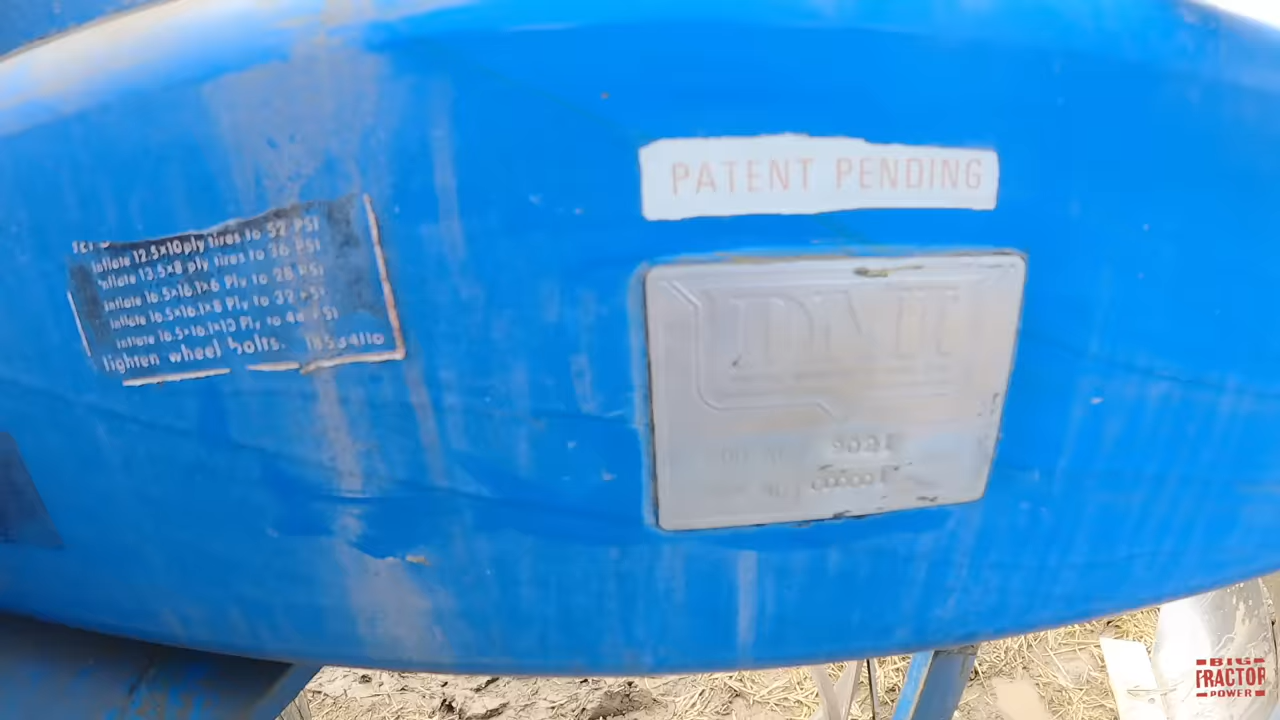 Inflate 12.5x10ply tires to 52 PSI
Inflate 13.5x8 ply tires to 36 PSI
Inflate 16.5x16.1x6 Ply to 28 PSI
Inflate 16.5x16.1x8 Ply to 32 PSI
Inflate 16.5x16.1x10 Ply to PSI
Tighten wheel bolts.
PATENT PENDING
DMI
BIG
TRACTOR
POWER